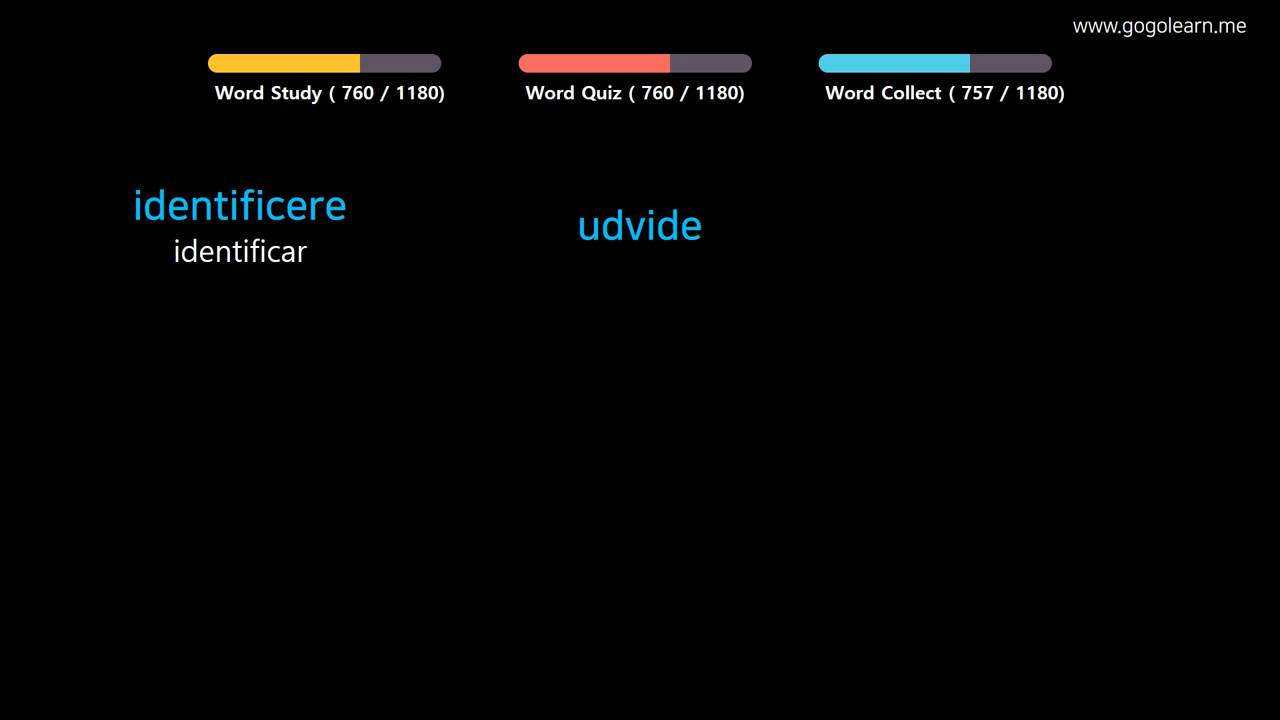 www.gogolearn.me
Word Study ( 760 / 1180)
Word Quiz ( 760 / 1180)
Word Collect ( 757 / 1180)
identificere
identificar
udvide